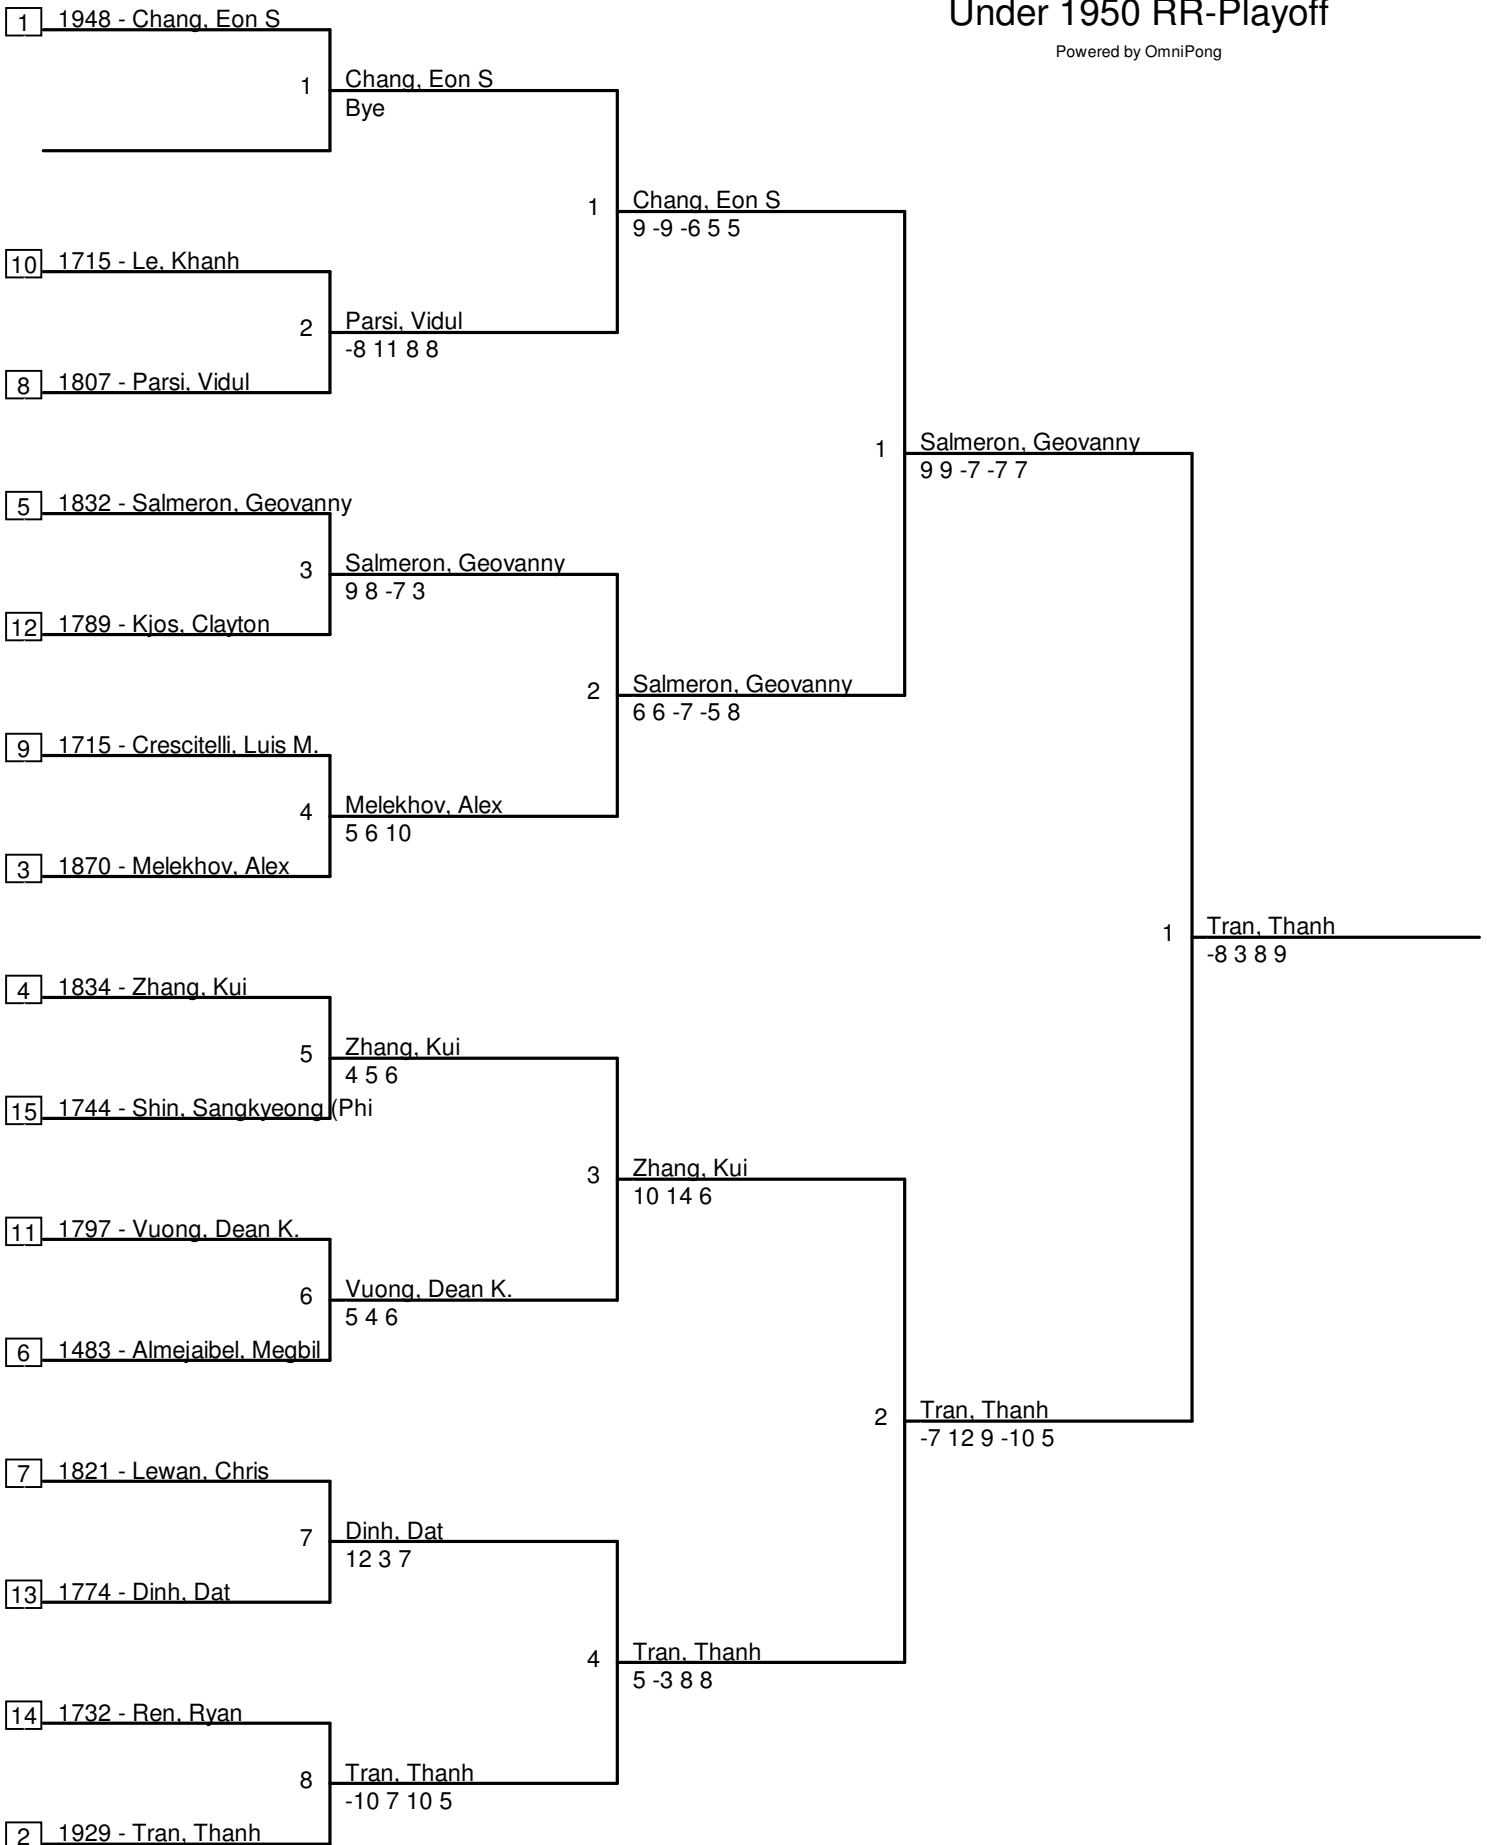 Under 1950 RR-Playoff
Powered by OmniPong
1 1948 - Chang, Eon S
1 Chang, Eon S
Bye
1 Chang, Eon S
9 -9 -6 5 5
10 1715 - Le, Khanh
2 Parsi, Vidul
-8 11 8 8
8 1807 - Parsi, Vidul
1 Salmeron, Geovanny
9 9 -7 -7 7
5 1832 - Salmeron, Geovanny
3 Salmeron, Geovanny
9 8 -7 3
12 1789 - Kjos, Clayton
2 Salmeron, Geovanny
6 6 -7 -5 8
9 1715 - Crescitelli, Luis M.
4 Melekhov, Alex
5 6 10
3 1870 - Melekhov, Alex
1 Tran, Thanh
-8 3 8 9
4 1834 - Zhang, Kui
5 Zhang, Kui
4 5 6
15 1744 - Shin, Sangkyeong (Phi
3 Zhang, Kui
10 14 6
11 1797 - Vuong, Dean K.
6 Vuong, Dean K.
5 4 6
6 1483 - Almejaibel, Megbil
2 Tran, Thanh
-7 12 9 -10 5
7 1821 - Lewan, Chris
7 Dinh, Dat
12 3 7
13 1774 - Dinh, Dat
4 Tran, Thanh
5 -3 8 8
14 1732 - Ren, Ryan
8 Tran, Thanh
-10 7 10 5
2 1929 - Tran, Thanh